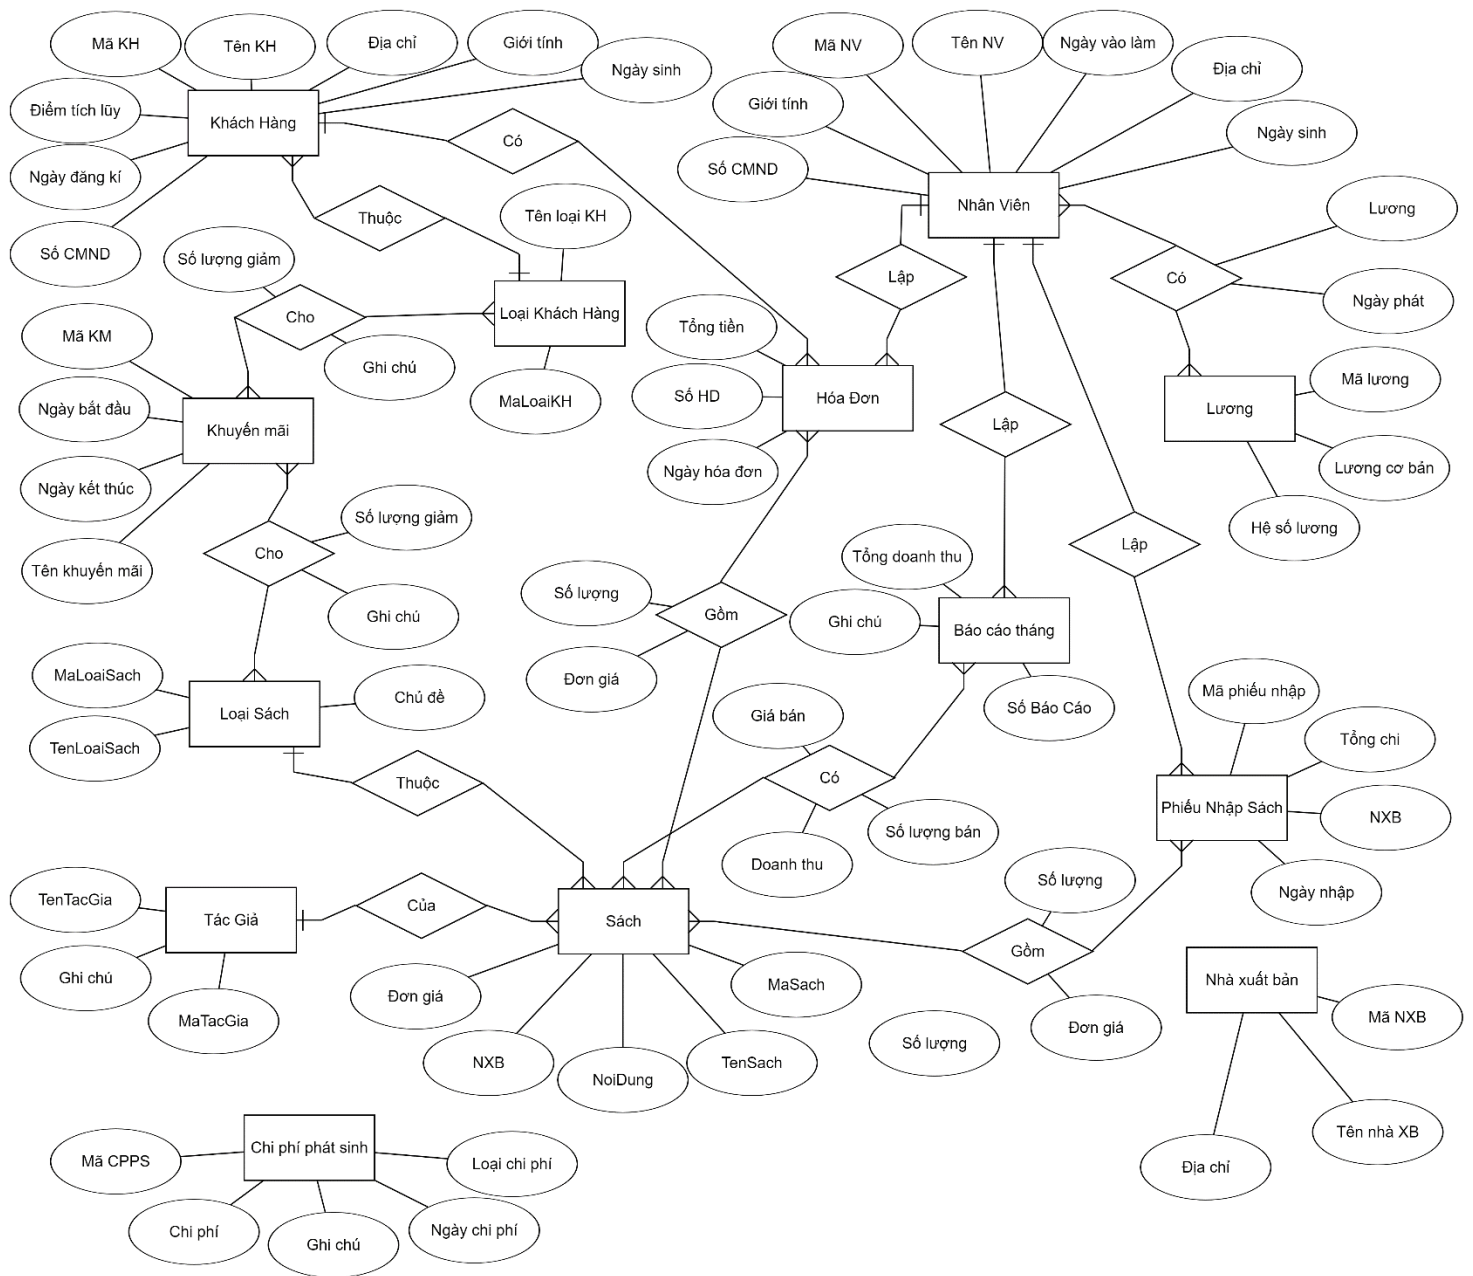 Mã KH
Tên KH
Địa chỉ
Giới tính
Ngày sinh
Mã NV
Tên NV
Ngày vào làm
Địa chỉ
Điểm tích lũy
Khách Hàng
Có
Giới tính
Ngày sinh
Ngày đăng kí
Số CMND
Nhân Viên
Lương
Thuộc
Tên loại KH
Số CMND
Số lượng giảm
Lập
Có
Ngày phát
Cho
Loại Khách Hàng
Tổng tiền
Mã KM
Ghi chú
Mã lương
MaLoaiKH
Số HD
Hóa Đơn
Lương
Ngày bắt đầu
Khuyến mãi
Lập
Ngày hóa đơn
Lương cơ bản
Ngày kết thúc
Số lượng giảm
Hệ số lương
Cho
Tên khuyến mãi
Tổng doanh thu
Lập
Số lượng
Ghi chú
Gồm
Ghi chú
Báo cáo tháng
MaLoaiSach
Đơn giá
Chủ đề
Mã phiếu nhập
Loại Sách
Giá bán
Số Báo Cáo
TenLoaiSach
Tổng chi
Thuộc
Có
Phiếu Nhập Sách
NXB
Số lượng bán
Doanh thu
Số lượng
Ngày nhập
TenTacGia
Tác Giả
Của
Sách
Gồm
Ghi chú
MaSach
Nhà xuất bản
Đơn giá
MaTacGia
Đơn giá
Mã NXB
Số lượng
NXB
NoiDung
TenSach
Tên nhà XB
Chi phí phát sinh
Mã CPPS
Loại chi phí
Địa chỉ
Chi phí
Ghi chú
Ngày chi phí